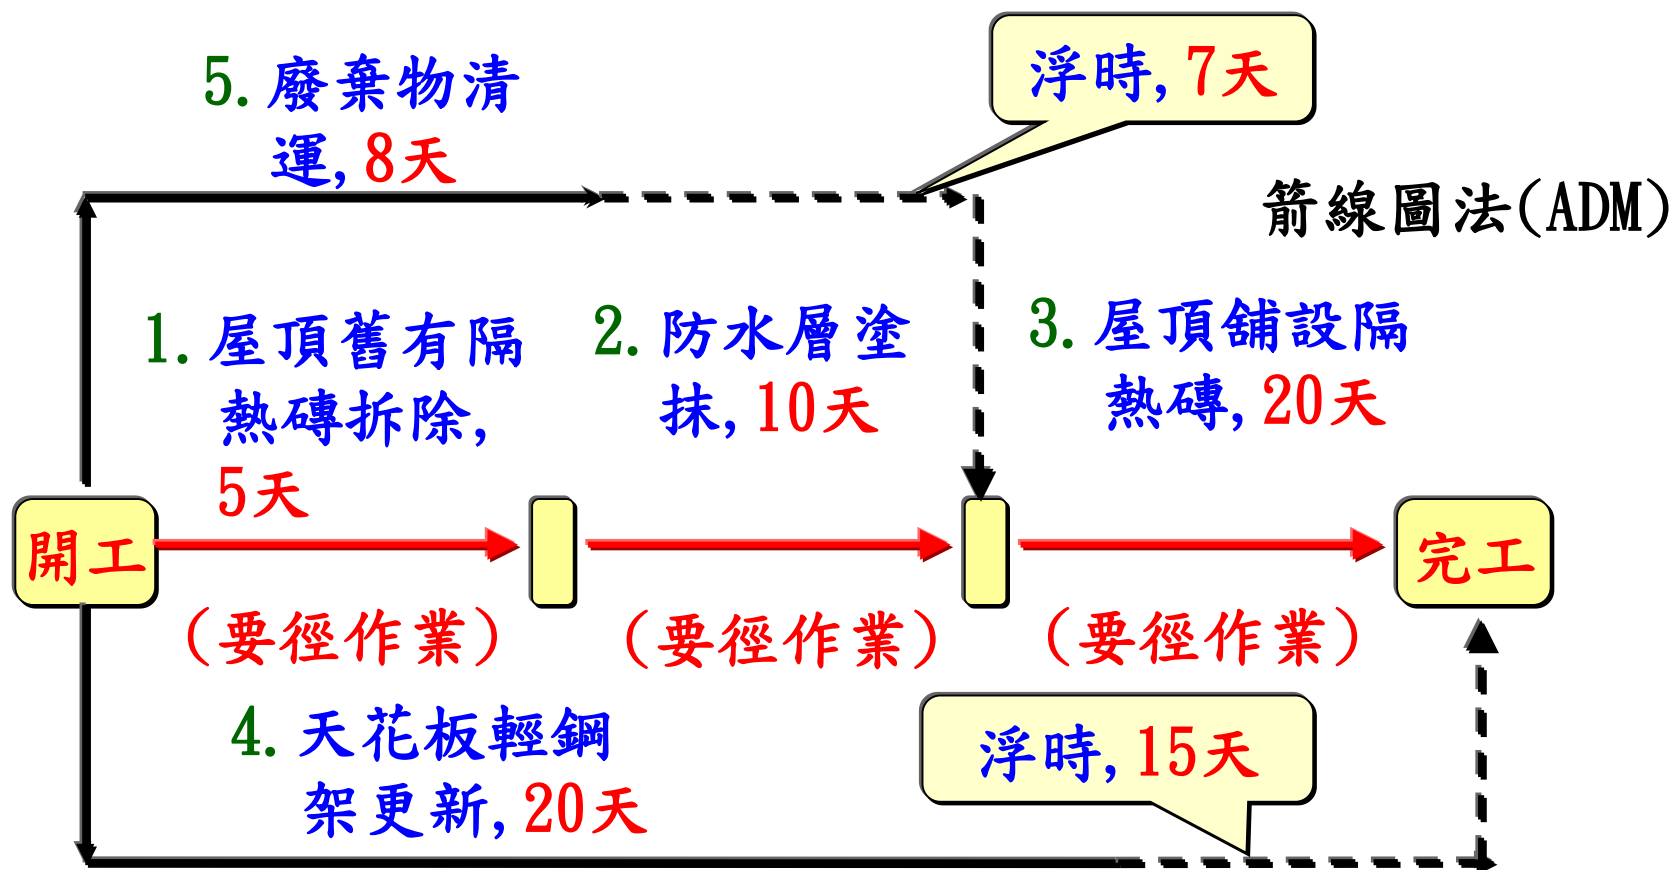 5.廢棄物清
運,8天
浮時,7天
箭線圖法(ADM)
1.屋頂舊有隔
熱磚拆除,
5天
2.防水層塗
抹,10天
3.屋頂舖設隔
熱磚,20天
開工
完工
(要徑作業)
(要徑作業)
(要徑作業)
4.天花板輕鋼
架更新,20天
浮時,15天